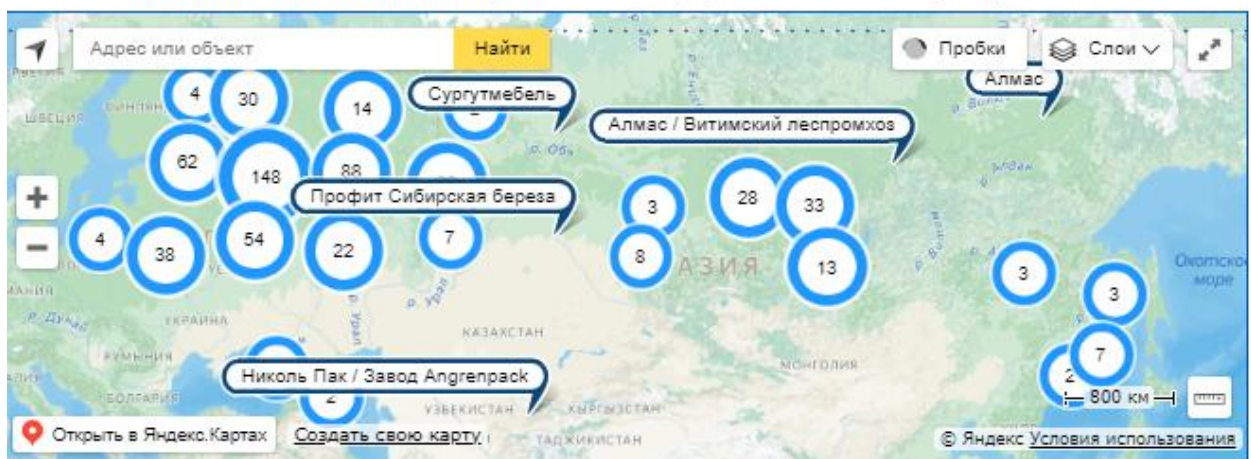 Адрес или объект
Найти
Пробки
Слои
Алмас
Сургутмебель
Алмас / Витимский леспромхоз
Профит Сибирская береза
Николь Пак / Завод Angrenpack
4
30
14
62
148
88
28
33
3
8
13
4
38
54
22
7
3
3
7
2
2
р. Обь
АЗИЯ
Охотское
море
р. Урал
р. Урал
р. Дунай
УКРАИНА
КАЗАХСТАН
МОНГОЛИЯ
РУМЫНИЯ
БОЛГАРИЯ
УЗБЕКИСТАН
КЫРГЫЗСТАН
ТАДЖИКИСТАН
ШВЕЦИЯ
800 км
Открыть в Яндекс.Картах
Создать свою карту
© Яндекс Условия использования